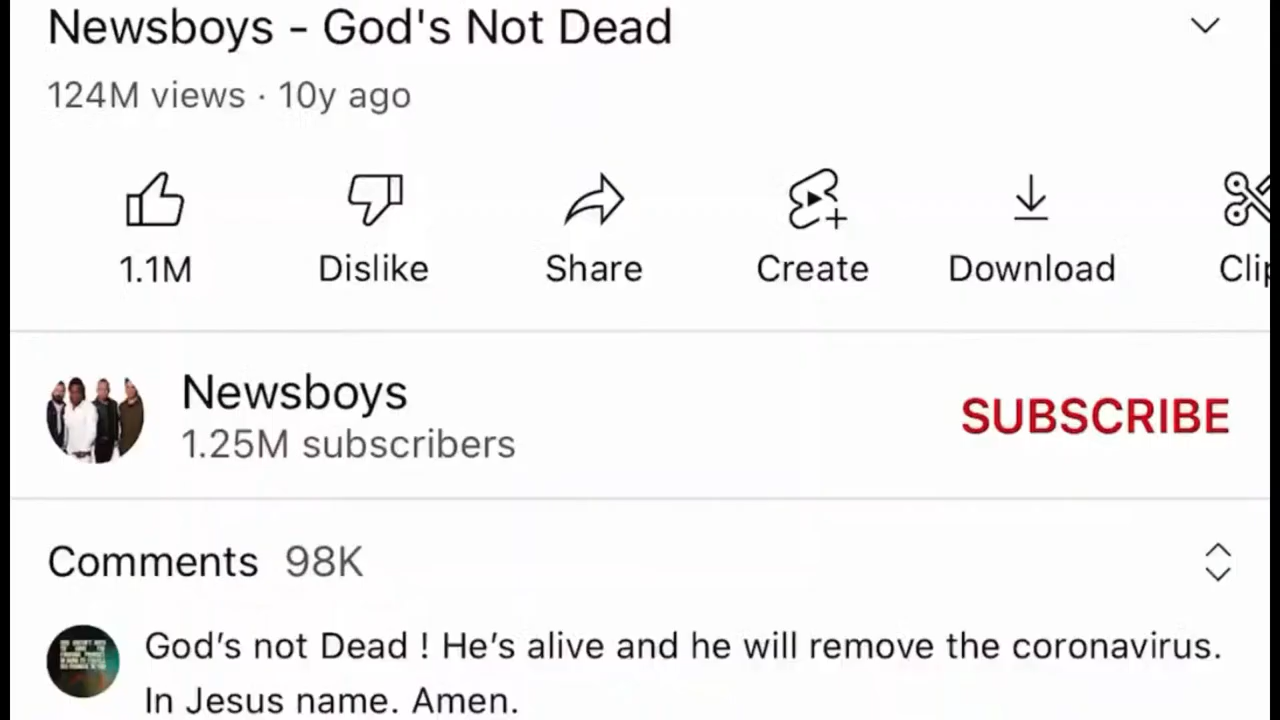 Newsboys - God's Not Dead
124M views · 10y ago
1.1M Dislike Share Create Download Clip
Newsboys
1.25M subscribers
SUBSCRIBE
Comments 98K
God’s not Dead ! He’s alive and he will remove the coronavirus.
In Jesus name. Amen.